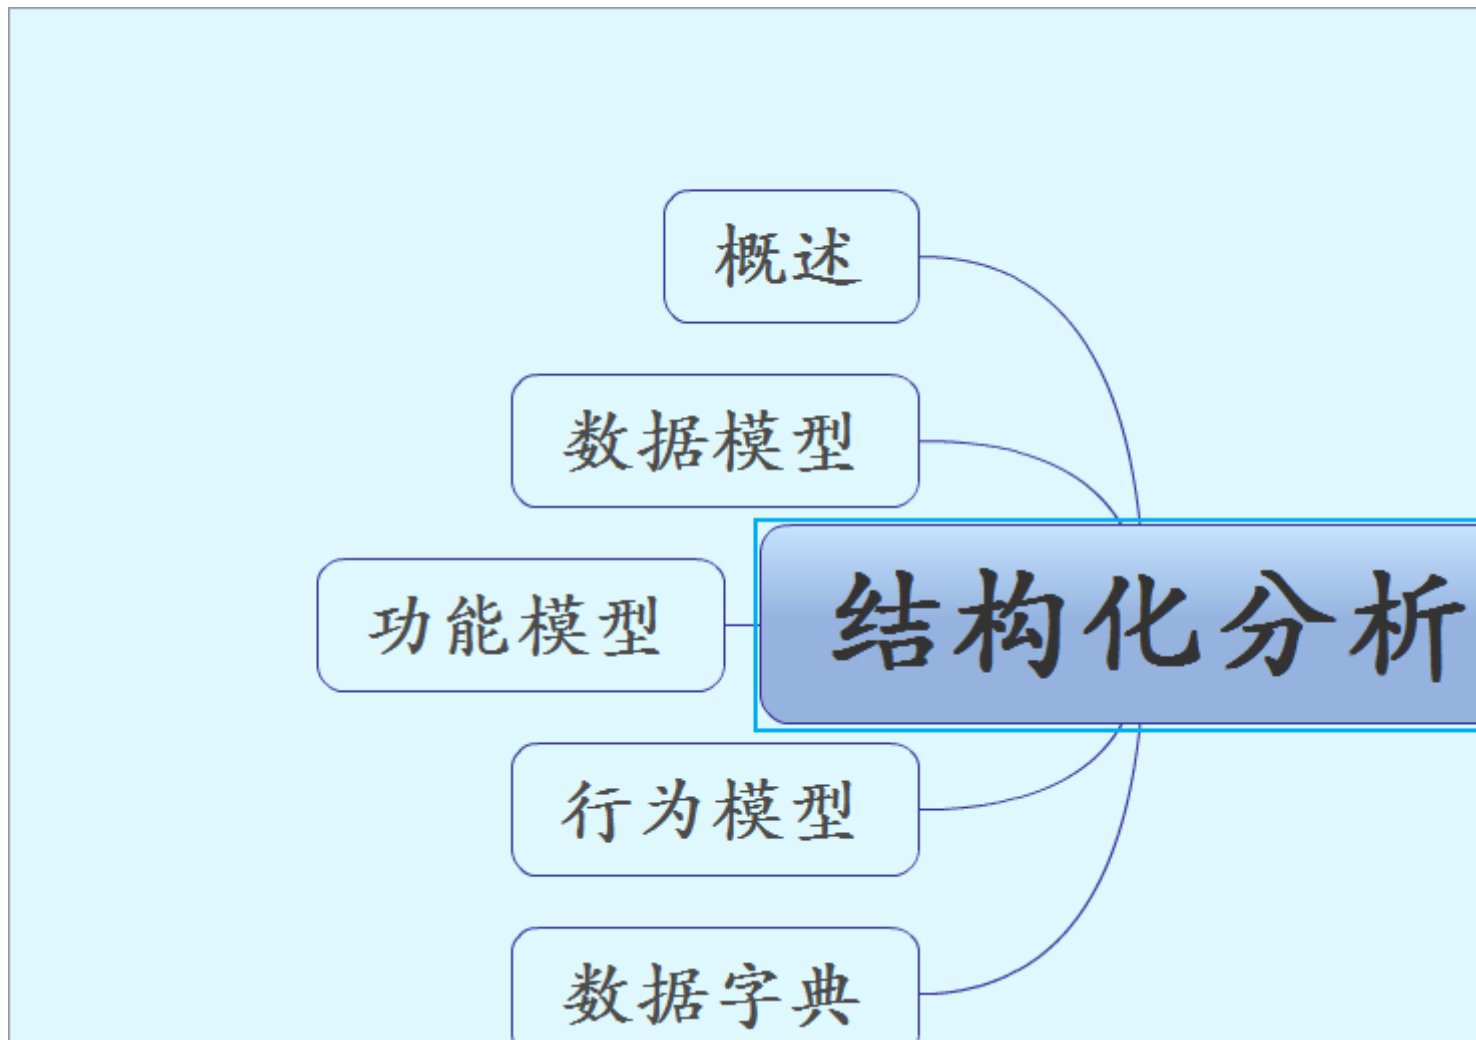 概述
数据模型
功能模型
结构化分析
行为模型
数据字典